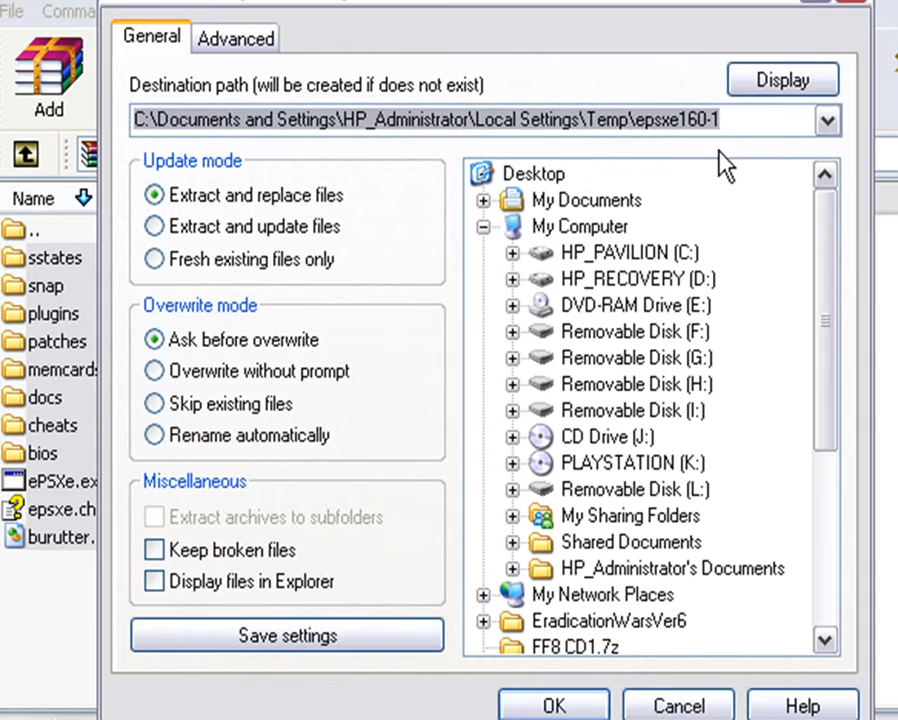 File Comma
General Advanced
Add
Destination path (will be created if does not exist)
Display
C:\Documents and Settings\HP_Administrator\Local Settings\Temp\epsxe160-1
Name
..
sstates
snap
plugins
patches
memcards
docs
cheats
bios
ePSXe.ex
epsxe.ch
burutter.
Update mode
Extract and replace files
Extract and update files
Fresh existing files only
Overwrite mode
Ask before overwrite
Overwrite without prompt
Skip existing files
Rename automatically
Miscellaneous
Extract archives to subfolders
Keep broken files
Display files in Explorer
Save settings
Desktop
My Documents
My Computer
HP_PAVILION (C:)
HP_RECOVERY (D:)
DVD-RAM Drive (E:)
Removable Disk (F:)
Removable Disk (G:)
Removable Disk (H:)
Removable Disk (I:)
CD Drive (J:)
PLAYSTATION (K:)
Removable Disk (L:)
My Sharing Folders
Shared Documents
HP_Administrator's Documents
My Network Places
EradicationWarsVer6
FF8 CD1.7z
OK Cancel Help